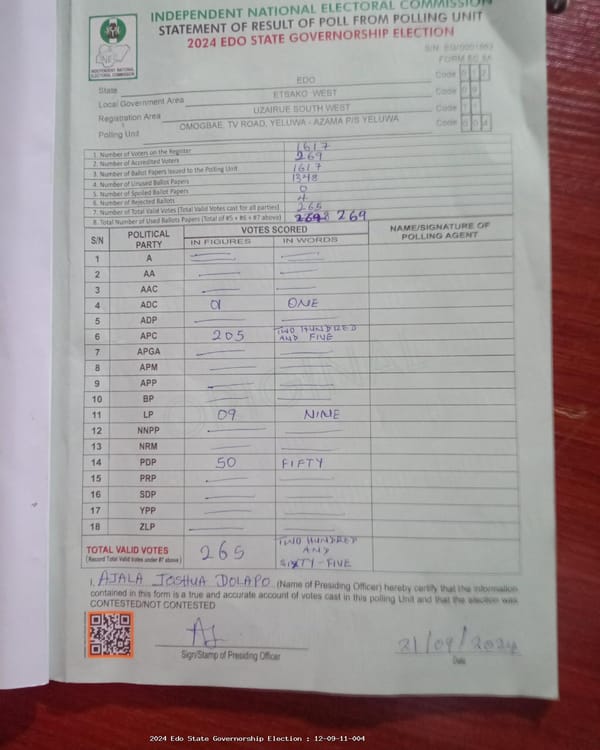 INDEPENDENT NATIONAL ELECTORAL COMMISSION
STATEMENT OF RESULT OF POLL FROM POLLING UNIT
2024 EDO STATE GOVERNORSHIP ELECTION
INDEPENDENT NATIONAL
ELECTORAL COMMISSION
FORM EC 8A
State EDO Code
Local Government Area ETSAKO WEST Code
Registration Area UZAIRUE SOUTH WEST Code
Polling Unit OMOGBAE, TV ROAD, YELUWA - AZAMA P/S YELUWA Code
1. Number of Voters on the Register 1617
2. Number of Accredited Voters 269
3. Number of Ballot Papers Issued to the Polling Unit 1617
4. Number of Unused Ballot Papers 1348
5. Number of Spoiled Ballot Papers 0
6. Number of Rejected Ballots 4
7. Number of Total Valid Votes (Total Valid Votes cast for all parties) 265
8. Total Number of Used Ballots Papers (Total of #5 + #6 + #7 above) 269
S/N POLITICAL PARTY VOTES SCORED NAME/SIGNATURE OF POLLING AGENT
IN FIGURES IN WORDS
1 A
2 AA
3 AAC
4 ADC 01 ONE
5 ADP
6 APC 205 TWO HUNDRED AND FIVE
7 APGA
8 APM
9 APP
10 BP
11 LP 09 NINE
12 NNPP
13 NRM
14 PDP 50 FIFTY
15 PRP
16 SDP
17 YPP
18 ZLP
TOTAL VALID VOTES 265 TWO HUNDRED AND SIXTY-FIVE
(Record Total Valid Votes under #7 above)
I, AJALA JOSHUA DOLAPO (Name of Presiding Officer) hereby certify that the information
contained in this form is a true and accurate account of votes cast in this polling Unit and that the election was
CONTESTED/NOT CONTESTED
21/09/2024
Sign/Stamp of Presiding Officer Date
2024 Edo State Governorship Election : 12-09-11-004